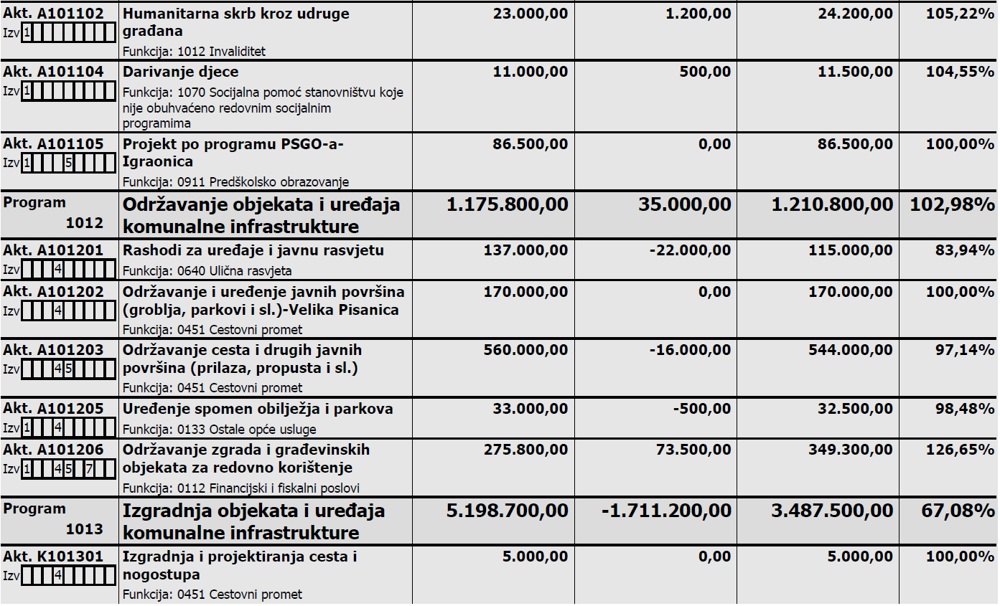 Akt. A101102 Humanitarna skrb kroz udruge 23.000,00 1.200,00 24.200,00 105,22%
Izv 1 građana
Funkcija: 1012 Invaliditet
Akt. A101104 Darivanje djece 11.000,00 500,00 11.500,00 104,55%
Izv 1 Funkcija: 1070 Socijalna pomoć stanovništvu koje
nije obuhvaćeno redovnim socijalnim
programima
Akt. A101105 Projekt po programu PSGO-a- 86.500,00 0,00 86.500,00 100,00%
Izv 1 5 Igraonica
Funkcija: 0911 Predškolsko obrazovanje
Program Održavanje objekata i uređaja 1.175.800,00 35.000,00 1.210.800,00 102,98%
1012 komunalne infrastrukture
Akt. A101201 Rashodi za uređaje i javnu rasvjetu 137.000,00 -22.000,00 115.000,00 83,94%
Izv 4 Funkcija: 0640 Ulična rasvjeta
Akt. A101202 Održavanje i uređenje javnih površina 170.000,00 0,00 170.000,00 100,00%
Izv 4 (groblja, parkovi i sl.)-Velika Pisanica
Funkcija: 0451 Cestovni promet
Akt. A101203 Održavanje cesta i drugih javnih 560.000,00 -16.000,00 544.000,00 97,14%
Izv 4 5 površina (prilaza, propusta i sl.)
Funkcija: 0451 Cestovni promet
Akt. A101205 Uređenje spomen obilježja i parkova 33.000,00 -500,00 32.500,00 98,48%
Izv 1 4 Funkcija: 0133 Ostale opće usluge
Akt. A101206 Održavanje zgrada i građevinskih 275.800,00 73.500,00 349.300,00 126,65%
Izv 1 4 5 7 objekata za redovno korištenje
Funkcija: 0112 Financijski i fiskalni poslovi
Program Izgradnja objekata i uređaja 5.198.700,00 -1.711.200,00 3.487.500,00 67,08%
1013 komunalne infrastrukture
Akt. K101301 Izgradnja i projektiranja cesta i 5.000,00 0,00 5.000,00 100,00%
Izv 4 nogostupa
Funkcija: 0451 Cestovni promet